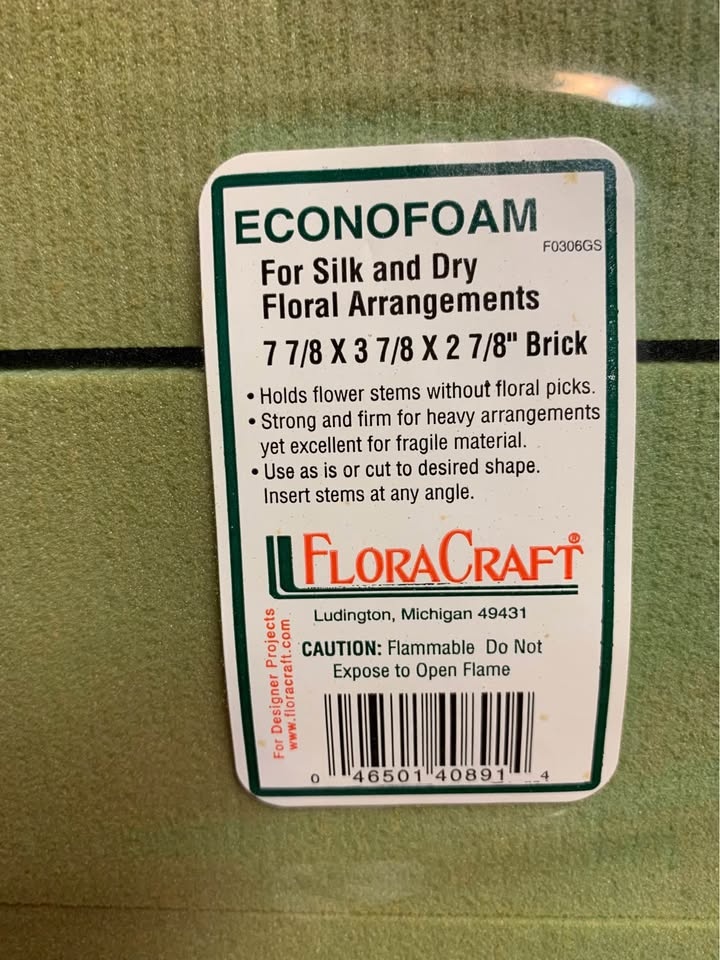 ECONOFOAM
F0306GS
For Silk and Dry
Floral Arrangements
7 7/8 X 3 7/8 X 2 7/8" Brick
• Holds flower stems without floral picks.
• Strong and firm for heavy arrangements
yet excellent for fragile material.
• Use as is or cut to desired shape.
Insert stems at any angle.
FLORACRAFT®
Ludington, Michigan 49431
For Designer Projects
www.floracraft.com
CAUTION: Flammable Do Not
Expose to Open Flame
0 46501 40891 4